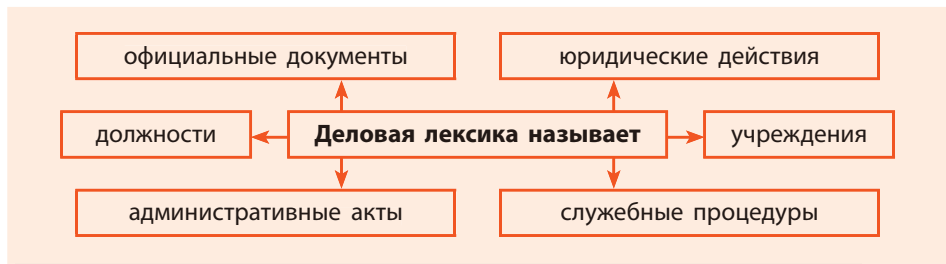 официальные документы
юридические действия
должности
Деловая лексика называет
учреждения
административные акты
служебные процедуры